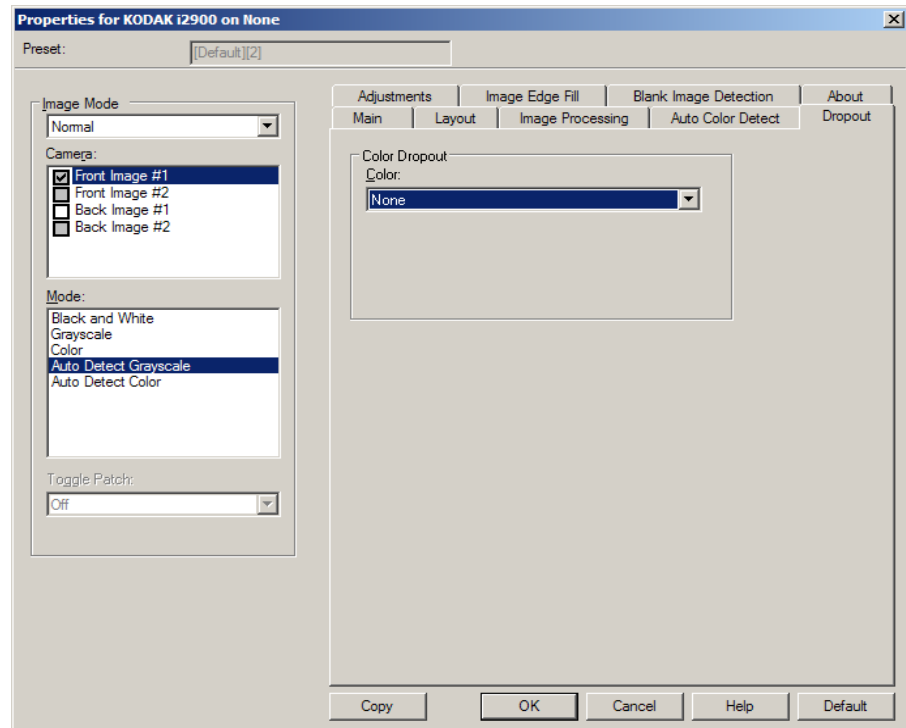 Properties for KODAK i2900 on None
Preset:
[Default][2]
Image Mode
Normal
Camera:
Front Image #1
Front Image #2
Back Image #1
Back Image #2
Mode:
Black and White
Grayscale
Color
Auto Detect Grayscale
Auto Detect Color
Toggle Patch:
Off
Adjustments Image Edge Fill Blank Image Detection About
Main Layout Image Processing Auto Color Detect Dropout
Color Dropout
Color:
None
Copy OK Cancel Help Default